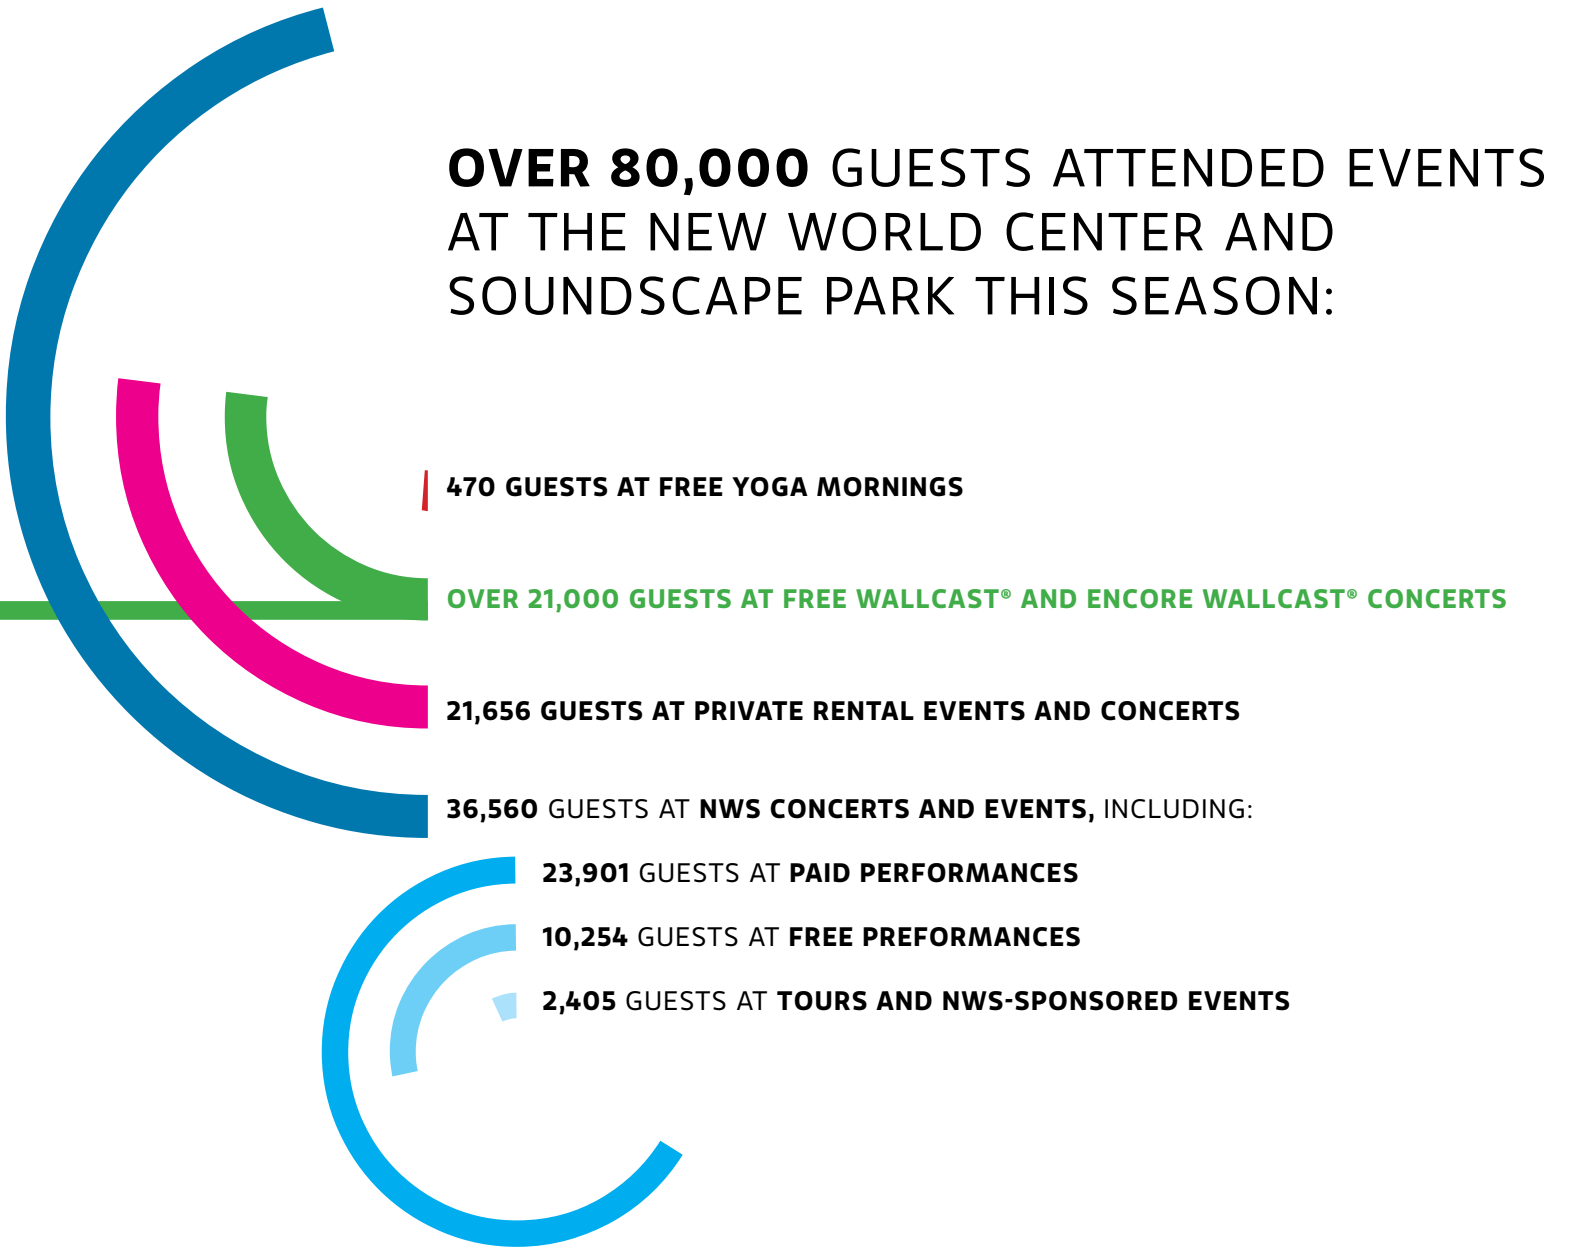 OVER 80,000 GUESTS ATTENDED EVENTS
AT THE NEW WORLD CENTER AND
SOUNDSCAPE PARK THIS SEASON:
470 GUESTS AT FREE YOGA MORNINGS
OVER 21,000 GUESTS AT FREE WALLCAST® AND ENCORE WALLCAST® CONCERTS
21,656 GUESTS AT PRIVATE RENTAL EVENTS AND CONCERTS
36,560 GUESTS AT NWS CONCERTS AND EVENTS, INCLUDING:
23,901 GUESTS AT PAID PERFORMANCES
10,254 GUESTS AT FREE PREFORMANCES
2,405 GUESTS AT TOURS AND NWS-SPONSORED EVENTS